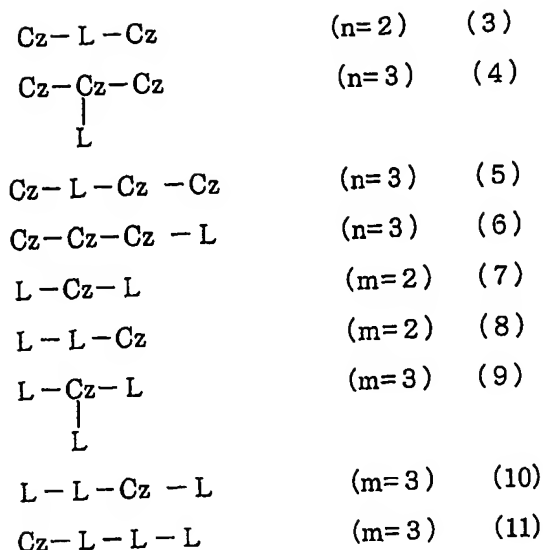 Cz-L-Cz (n=2) (3)
Cz-Cz-Cz (n=3) (4)
L
Cz-L-Cz-Cz (n=3) (5)
Cz-Cz-Cz-L (n=3) (6)
L-Cz-L (m=2) (7)
L-L-Cz (m=2) (8)
L-Cz-L (m=3) (9)
L
L-L-Cz-L (m=3) (10)
Cz-L-L-L (m=3) (11)